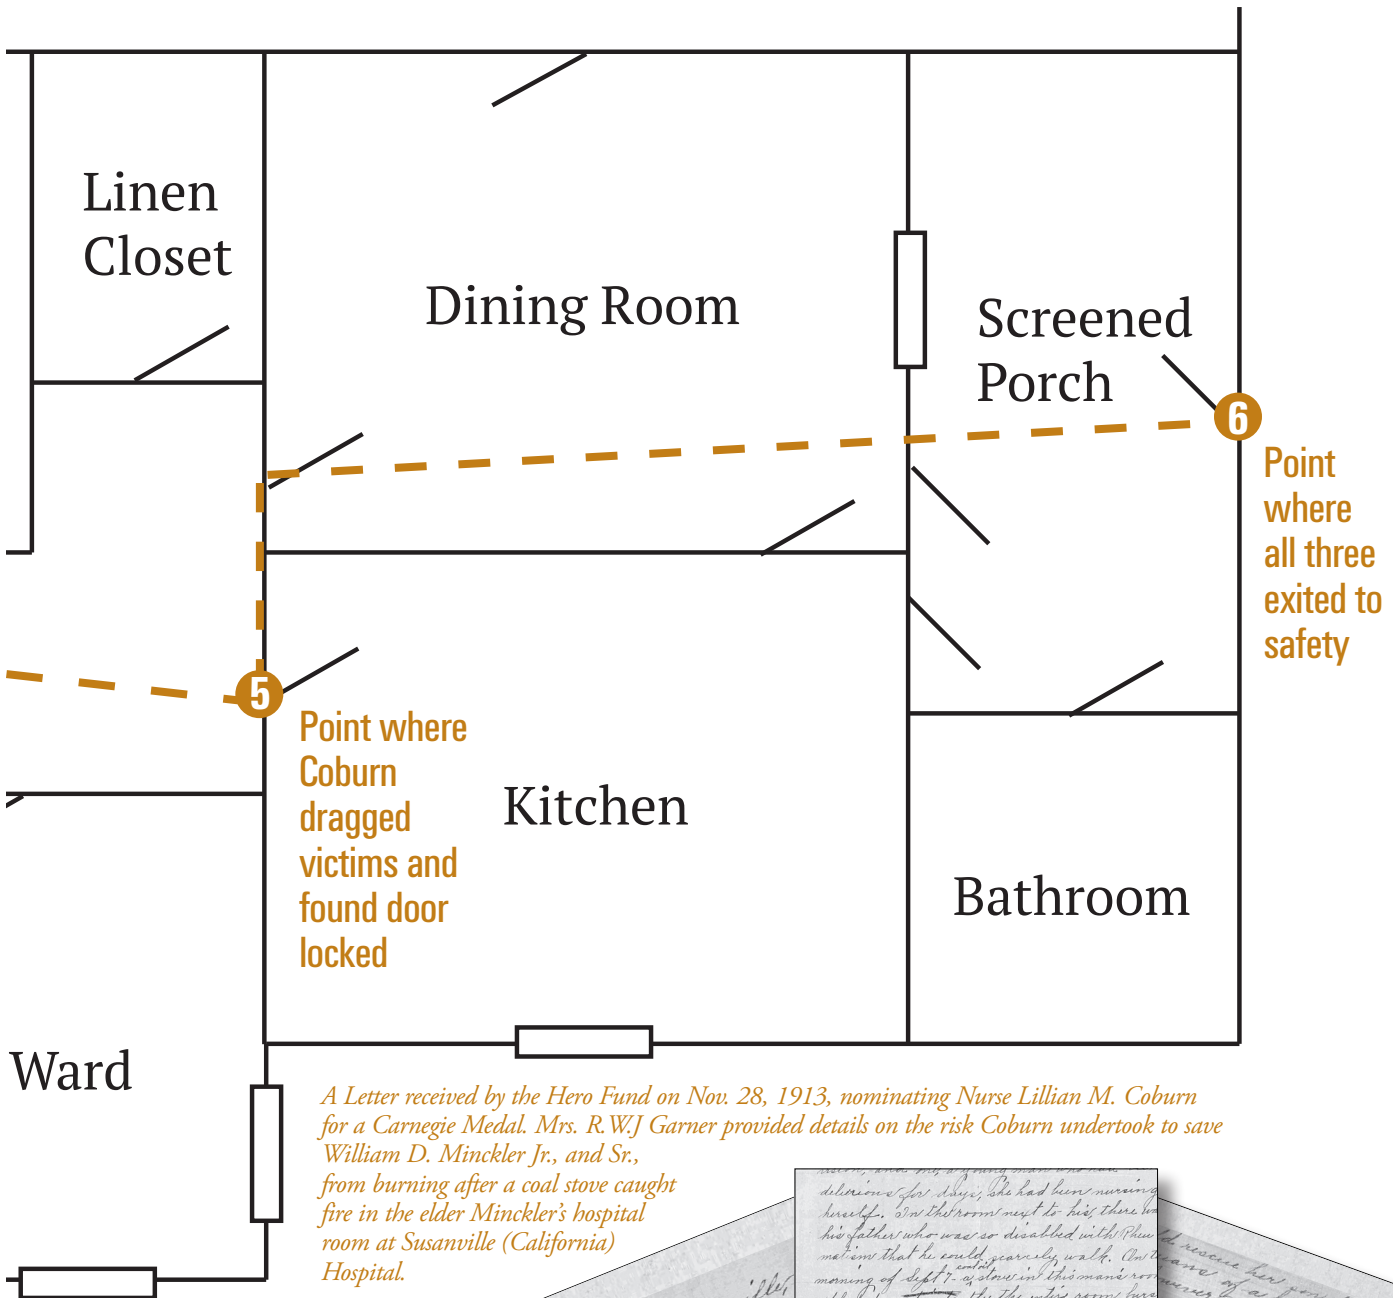 Linen
Closet
Dining Room
Screened
Porch
6
Point
where
all three
exited to
safety
5
Point where
Coburn
dragged
victims and
found door
locked
Kitchen
Bathroom
Ward
A Letter received by the Hero Fund on Nov. 28, 1913, nominating Nurse Lillian M. Coburn
for a Carnegie Medal. Mrs. R.W.J Garner provided details on the risk Coburn undertook to save
William D. Minckler Jr., and Sr.,
from burning after a coal stove caught
fire in the elder Minckler’s hospital
room at Susanville (California)
Hospital.
delirious for days, she had been nursing
herself. In the room next to his, there
his father who was so disabled with
that he could scarcely walk. On
morning of Sept 7- a stove in this man's
rescue her